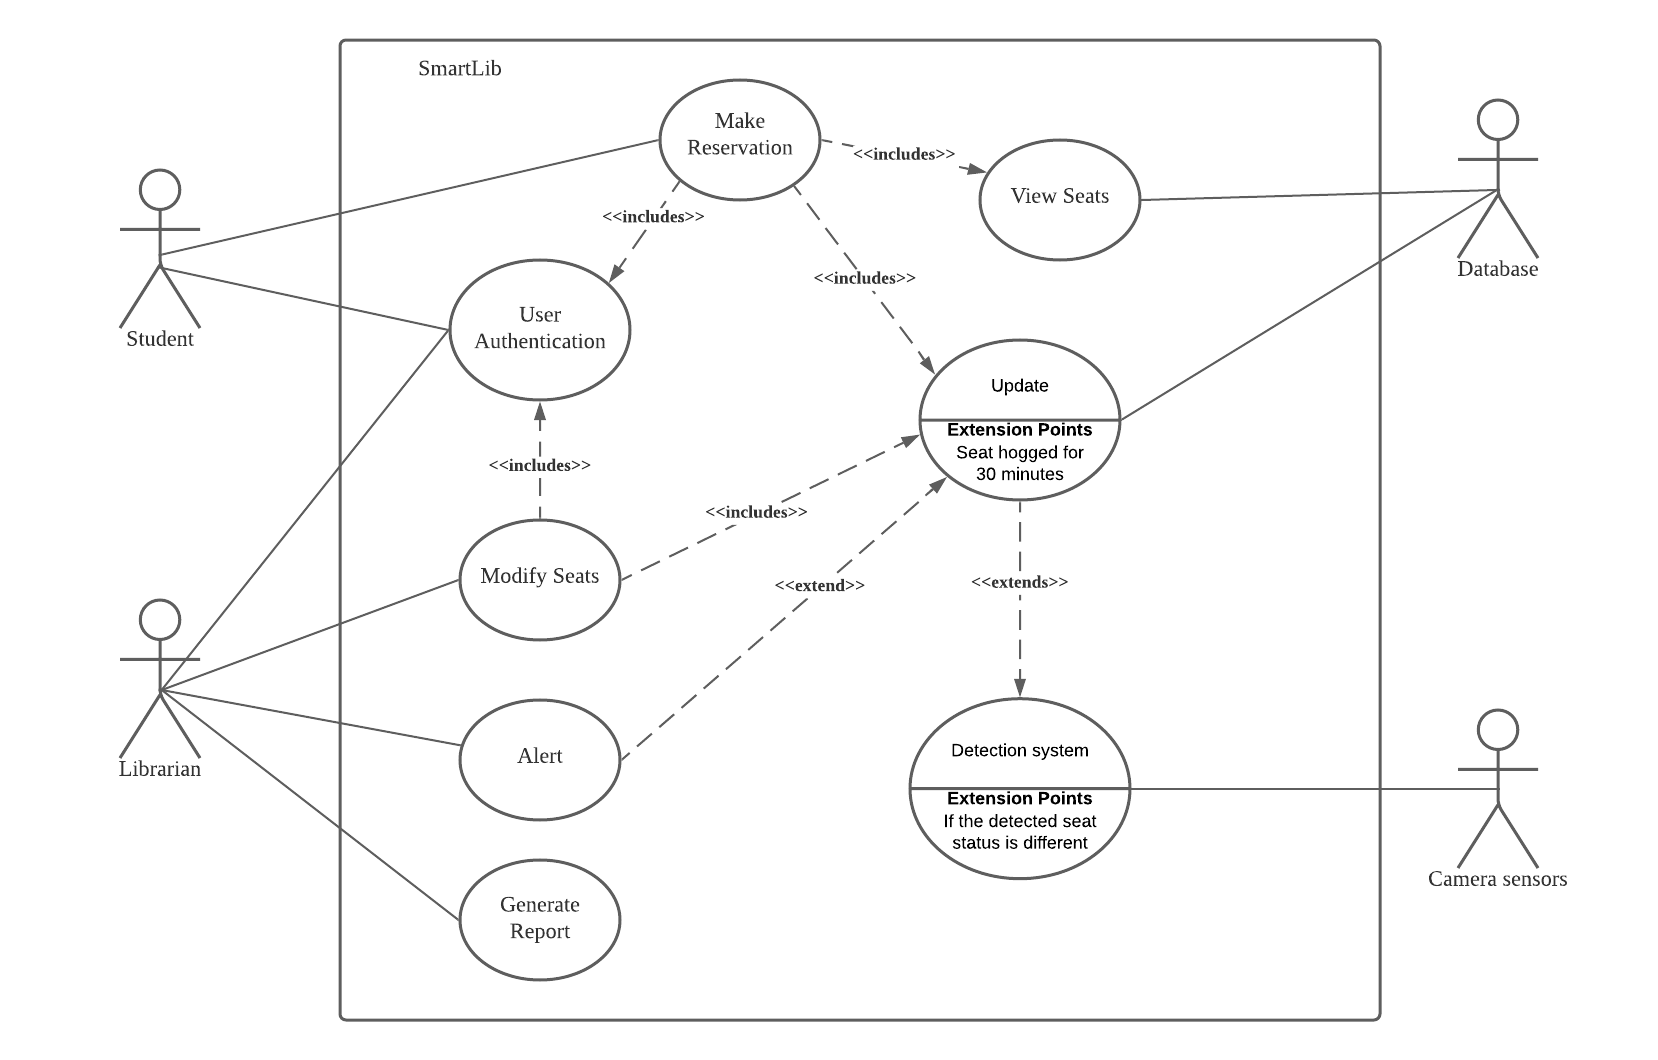 SmartLib
Make
Reservation
<<includes>>
View Seats
<<includes>>
Database
<<includes>>
User
Authentication
Student
Update
Extension Points
Seat hogged for
30 minutes
<<includes>>
<<includes>>
Modify Seats
<<extend>>
<<extends>>
Librarian
Alert
Detection system
Extension Points
If the detected seat
status is different
Camera sensors
Generate
Report